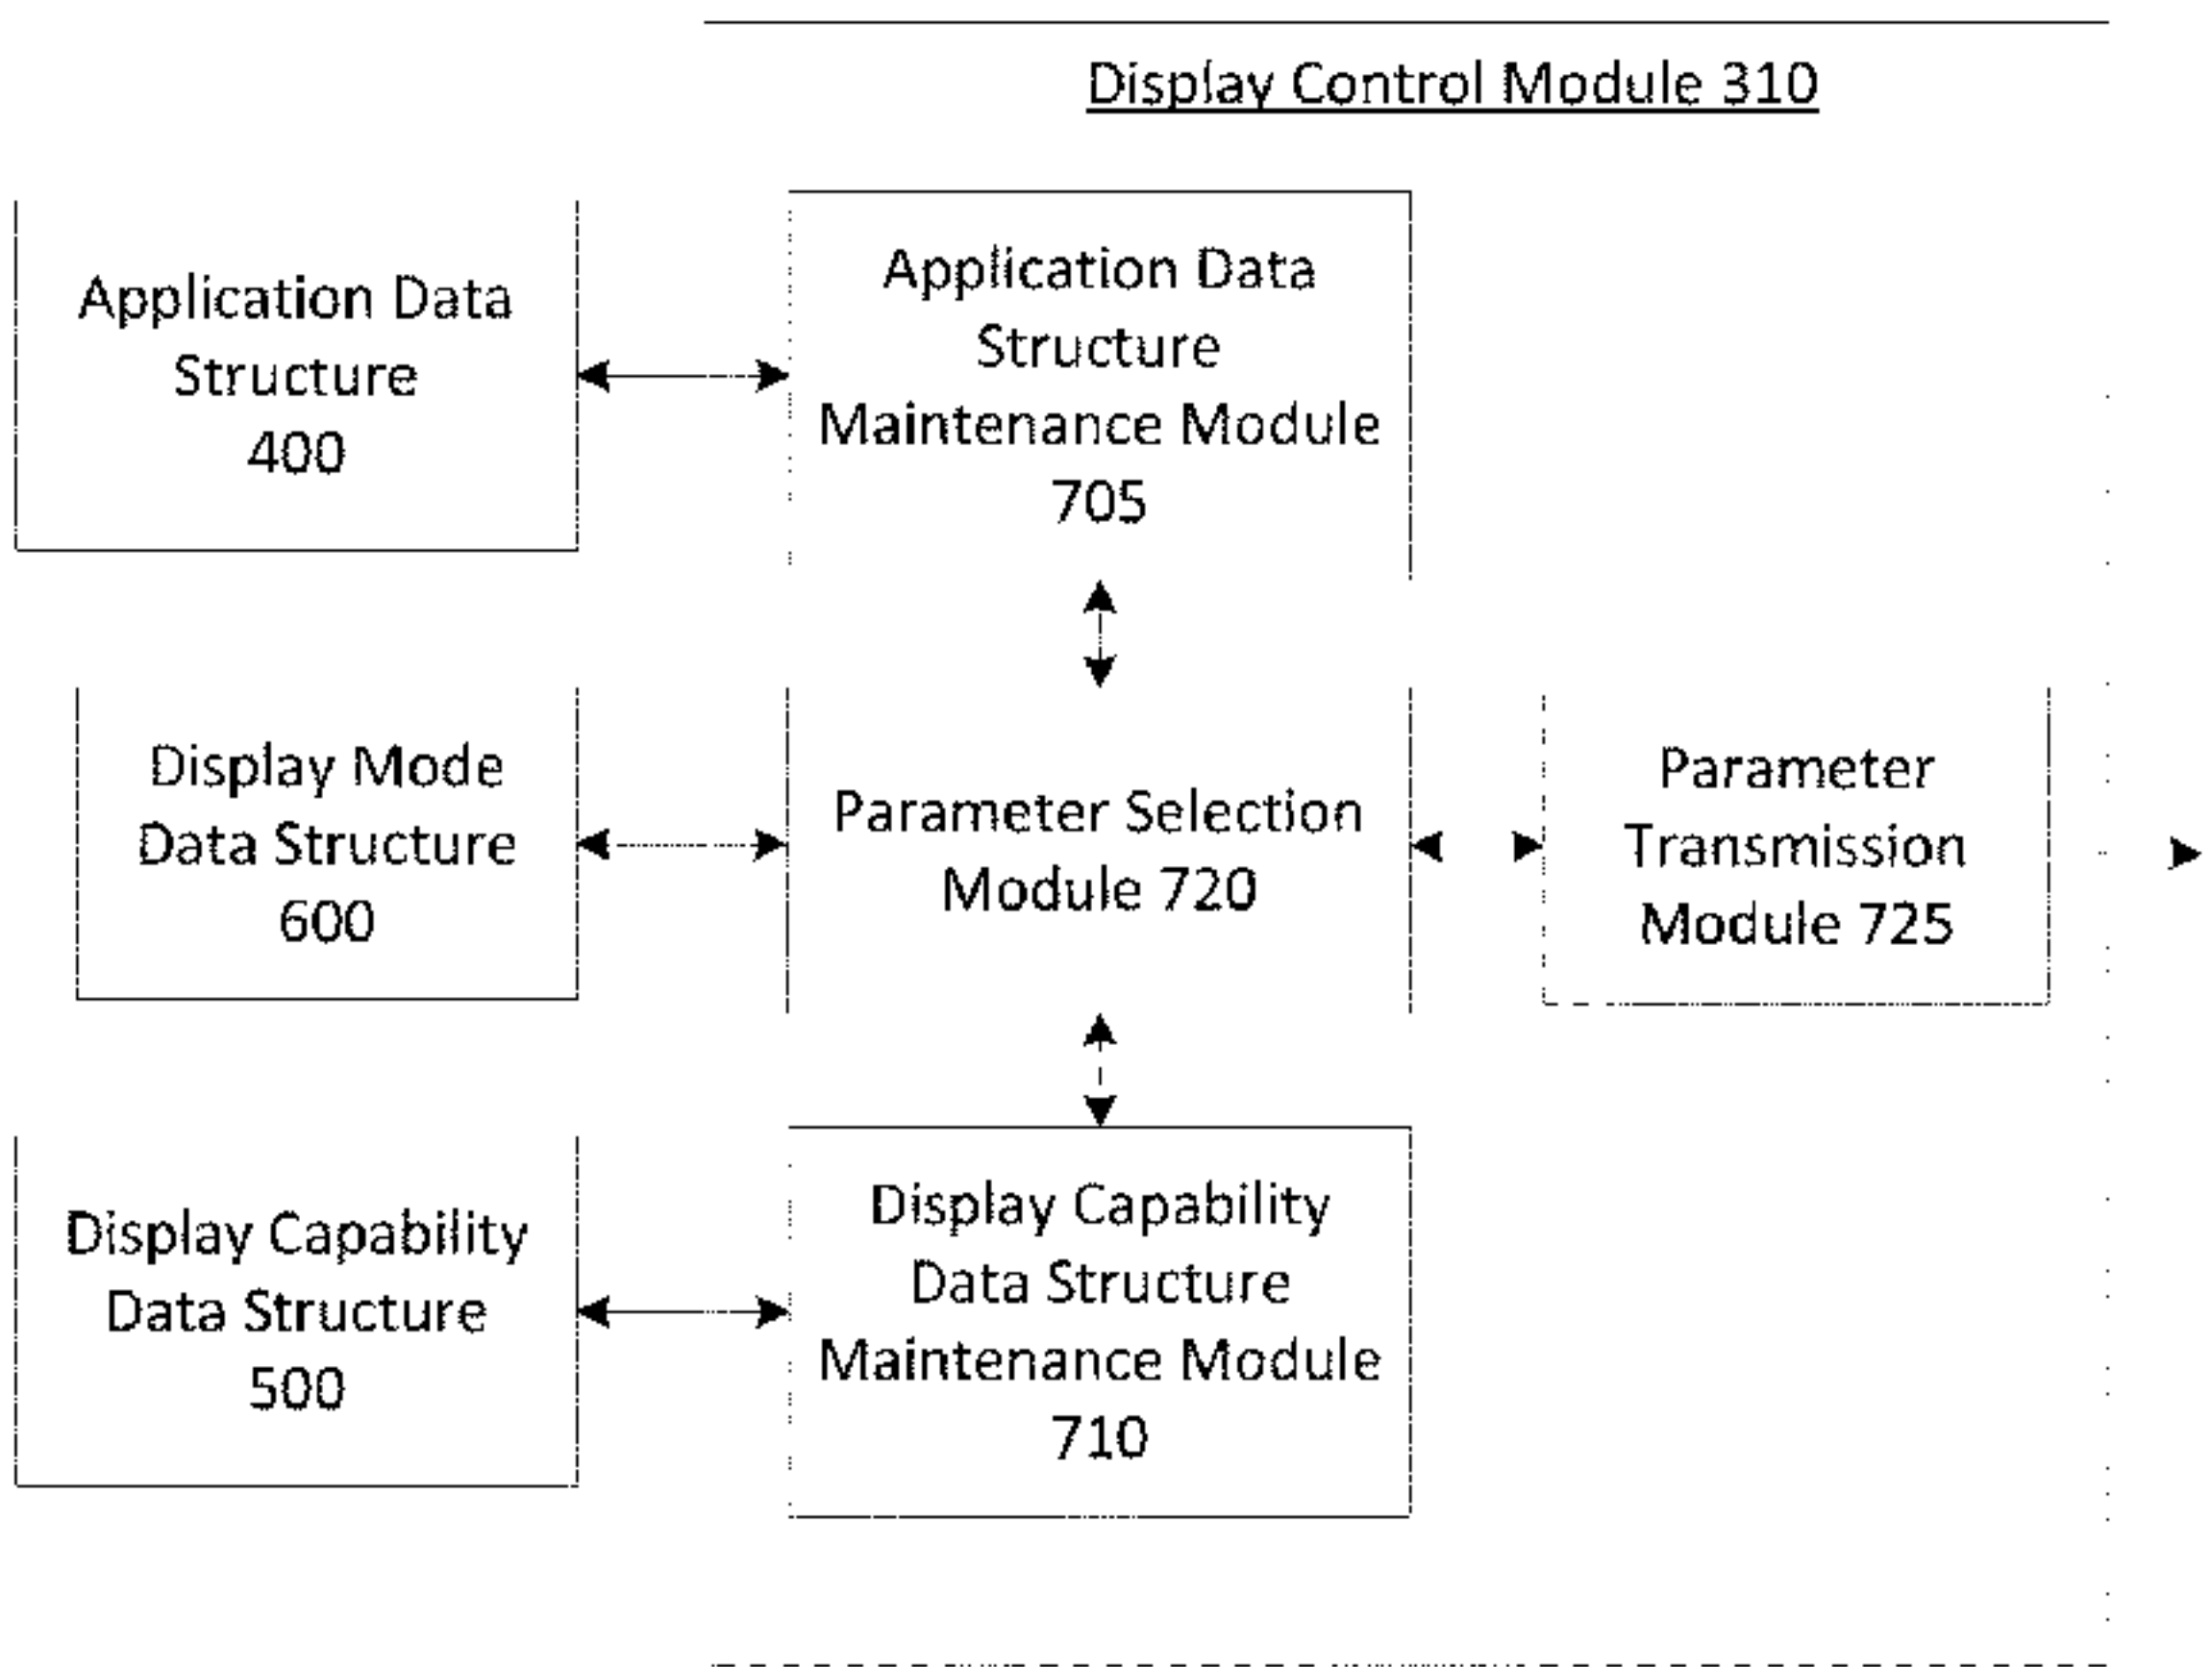 Display Control Module 310
Application Data
Structure
400
Application Data
Structure
Maintenance Module
705
Display Mode
Data Structure
600
Parameter Selection
Module 720
Parameter
Transmission
Module 725
Display Capability
Data Structure
500
Display Capability
Data Structure
Maintenance Module
710